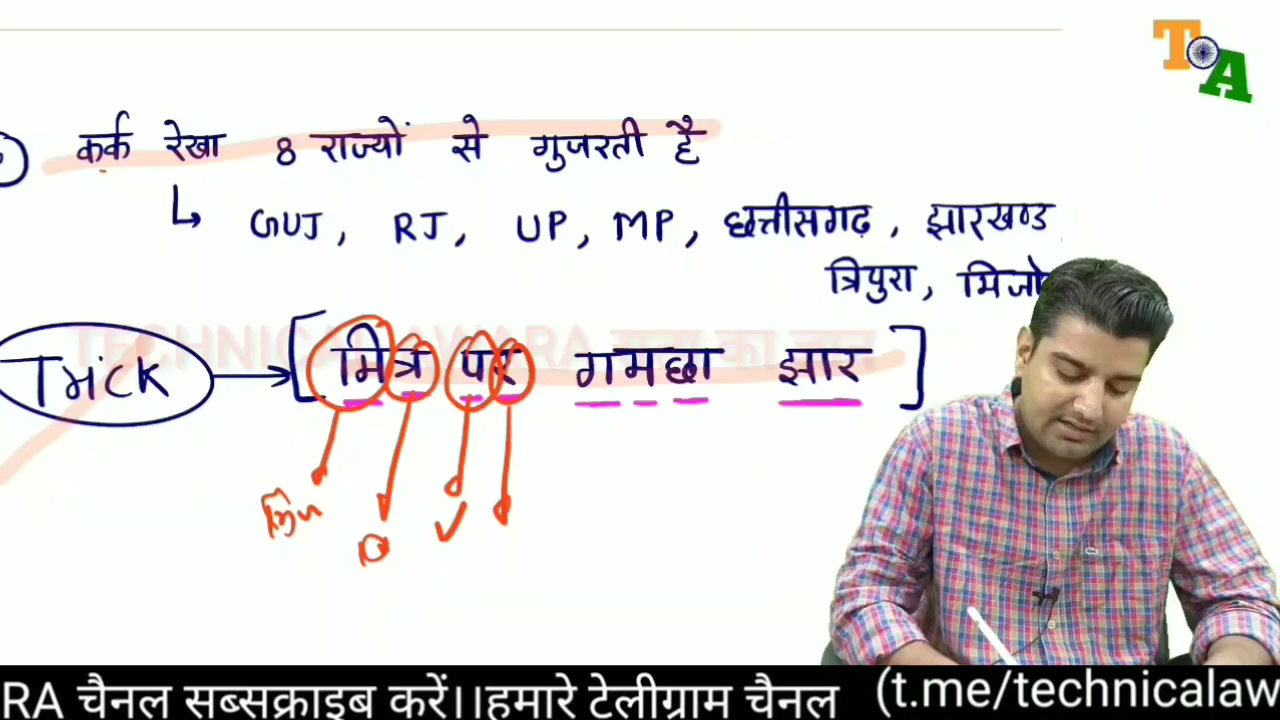 TA
कर्क रेखा 8 राज्यों से गुजरती है
GUJ, RJ, UP, MP, छत्तीसगढ़, झारखण्ड
त्रिपुरा, मिजो
Trick → [ मित्र पर गमछा झार ]
RA चैनल सब्सक्राइब करें।।हमारे टेलीग्राम चैनल (t.me/technicalaw